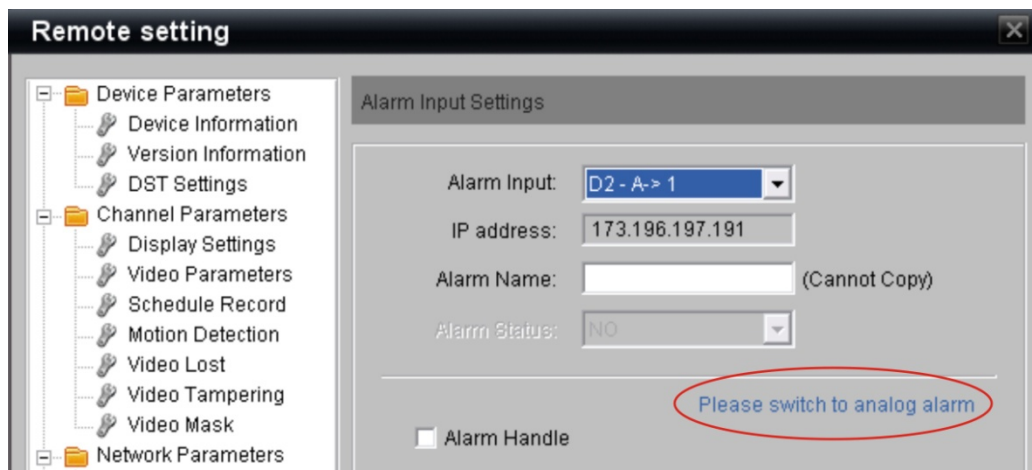 Remote setting
Device Parameters
Device Information
Version Information
DST Settings
Channel Parameters
Display Settings
Video Parameters
Schedule Record
Motion Detection
Video Lost
Video Tampering
Video Mask
Network Parameters
Alarm Input Settings
Alarm Input: D2 - A-> 1
IP address: 173.196.197.191
Alarm Name: (Cannot Copy)
Alarm Status: NO
Please switch to analog alarm
Alarm Handle